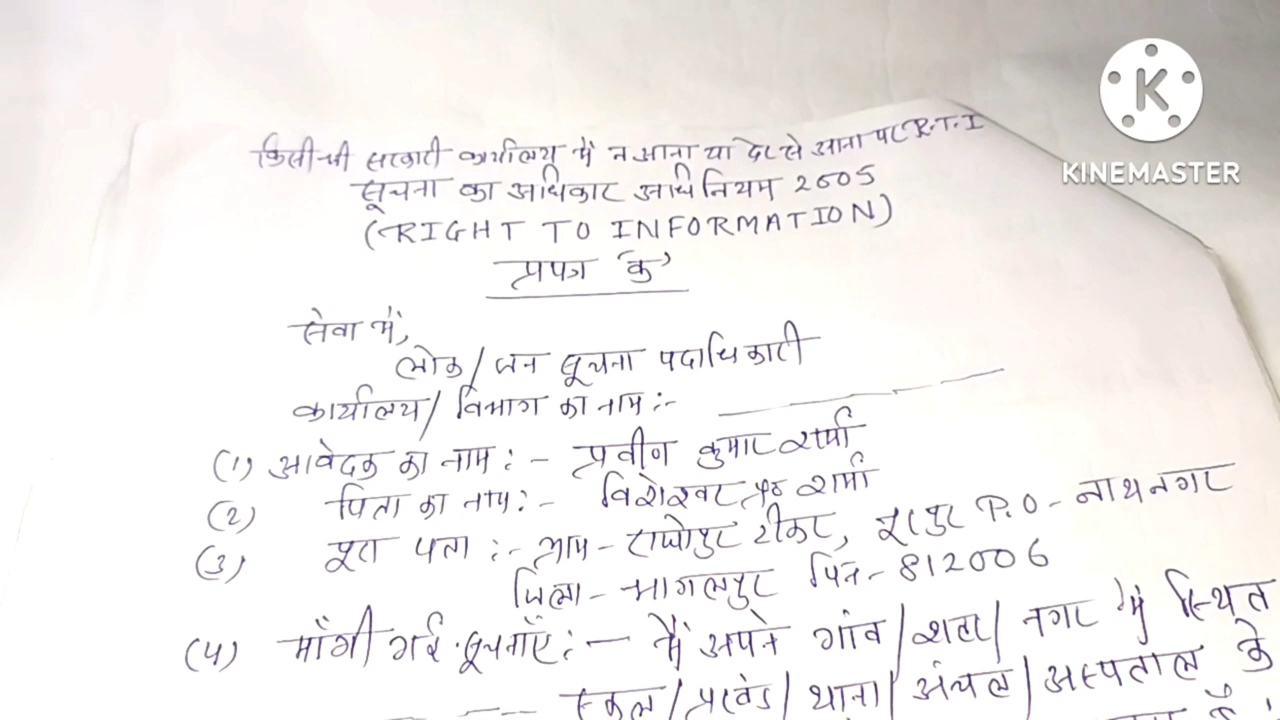 किसी भी सरकारी कार्यालय में न आना या देर से आना पर R.T.I
सूचना का अधिकार अधिनियम 2005
(RIGHT TO INFORMATION)
प्रपत्र 'क'
सेवा में,
लोक/जन सूचना पदाधिकारी
कार्यालय/विभाग का नाम :-
(1) आवेदक का नाम :- प्रवीण कुमार शर्मा
(2) पिता का नाम :- विशेश्वर प्र॰ शर्मा
(3) पूरा पता :- ग्राम - राघोपुर टीकर, नूरपुर P.O - नाथनगर
जिला - भागलपुर पिन - 812006
(4) माँगी गई सूचनाएँ :- मैं अपने गांव/शहर/नगर में स्थित
स्कूल/प्रखंड/थाना/अंचल/अस्पताल के
K
KINEMASTER